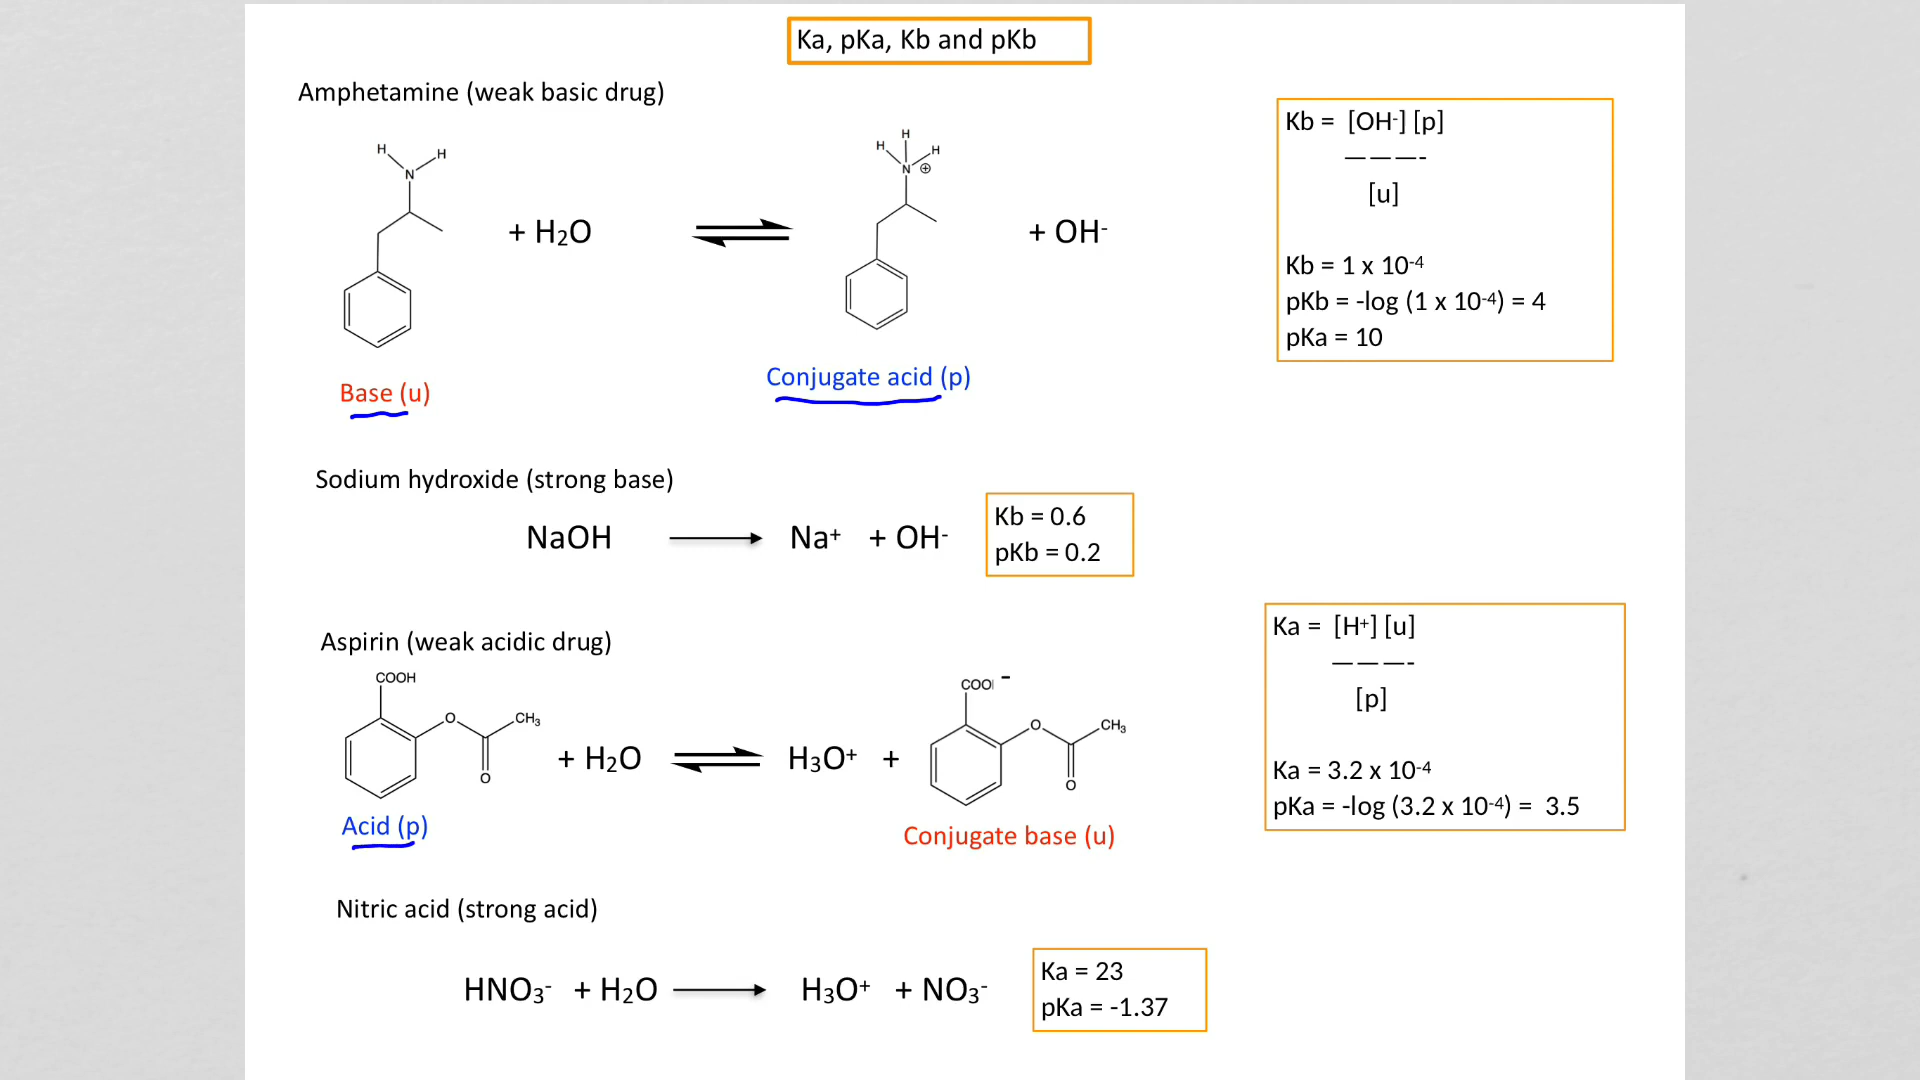 Ka, pKa, Kb and pKb
Amphetamine (weak basic drug)
Kb = [OH-] [p]
———-
[u]
Kb = 1 x 10-4
pKb = -log (1 x 10-4) = 4
pKa = 10
H
H
N
+ H2O
H
H
H
N
⊕
+ OH-
Base (u)
Conjugate acid (p)
Sodium hydroxide (strong base)
NaOH
Na+ + OH-
Kb = 0.6
pKb = 0.2
Aspirin (weak acidic drug)
COOH
O
CH3
O
+ H2O
H3O+ +
COO -
O
CH3
O
Acid (p)
Conjugate base (u)
Ka = [H+] [u]
———-
[p]
Ka = 3.2 x 10-4
pKa = -log (3.2 x 10-4) = 3.5
Nitric acid (strong acid)
HNO3- + H2O
H3O+ + NO3-
Ka = 23
pKa = -1.37